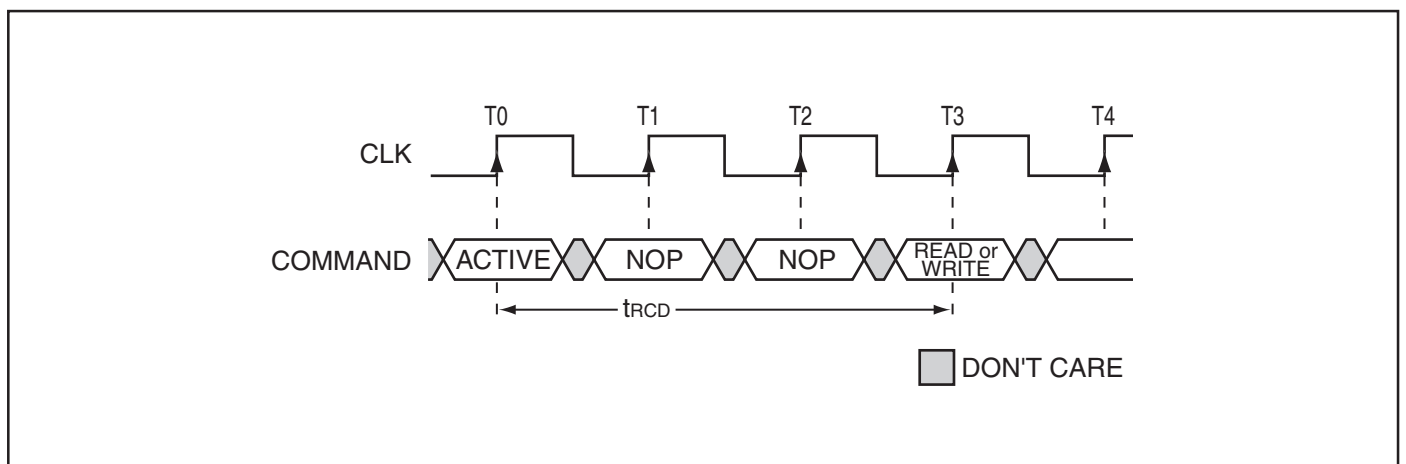 T0 T1 T2 T3 T4
CLK
COMMAND ACTIVE NOP NOP READ or
WRITE
tRCD
DON'T CARE